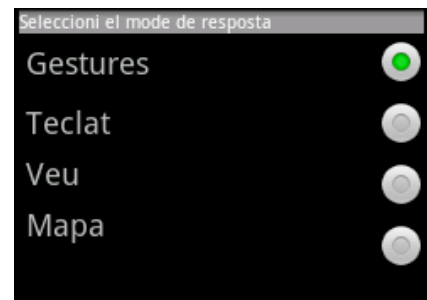 Seleccioni el mode de resposta
Gestures
Teclat
Veu
Mapa